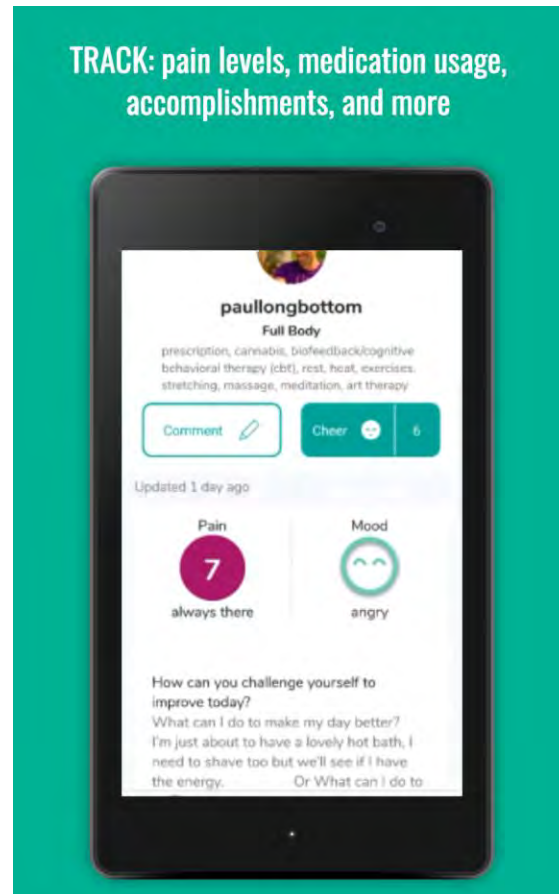 TRACK: pain levels, medication usage,
accomplishments, and more
paullongbottom
Full Body
prescription, cannabis, biofeedback/cognitive
behavioral therapy (cbt), rest, heat, exercises,
stretching, massage, meditation, art therapy
Comment
Cheer 6
Updated 1 day ago
Pain Mood
7
always there angry
How can you challenge yourself to
improve today?
What can I do to make my day better?
I'm just about to have a lovely hot bath, I
need to shave too but we'll see if I have
the energy. Or What can I do to